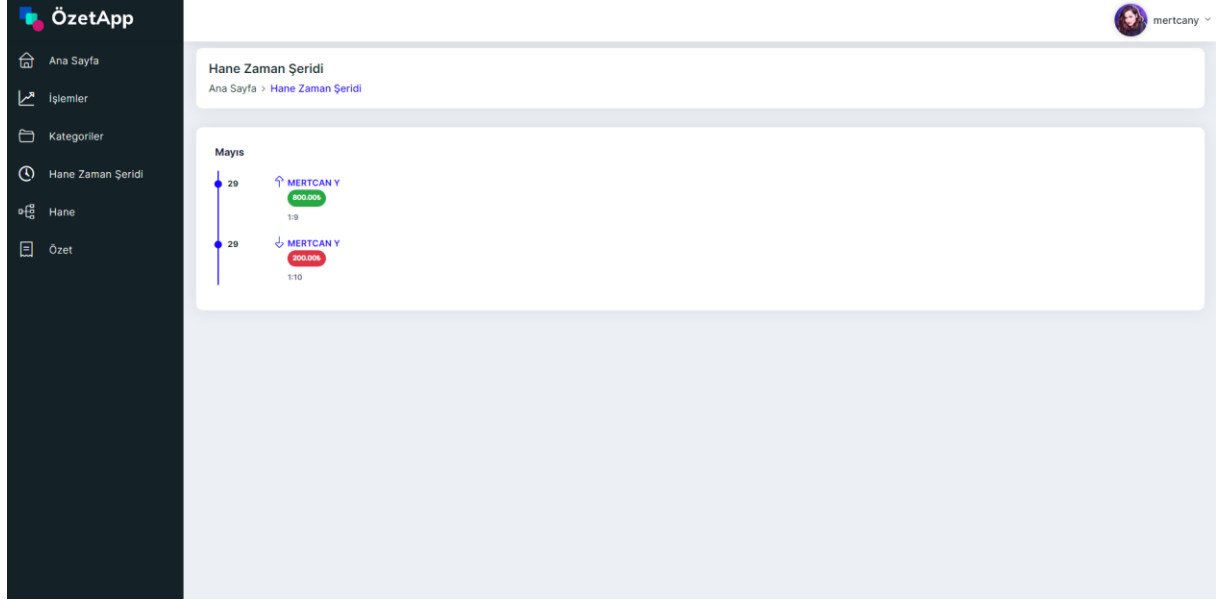 ÖzetApp
mertcany
Ana Sayfa
İşlemler
Kategoriler
Hane Zaman Şeridi
Hane
Özet
Hane Zaman Şeridi
Ana Sayfa > Hane Zaman Şeridi
Mayıs
29 MERTCAN Y
800.00₺
1:9
29 MERTCAN Y
200.00₺
1:10